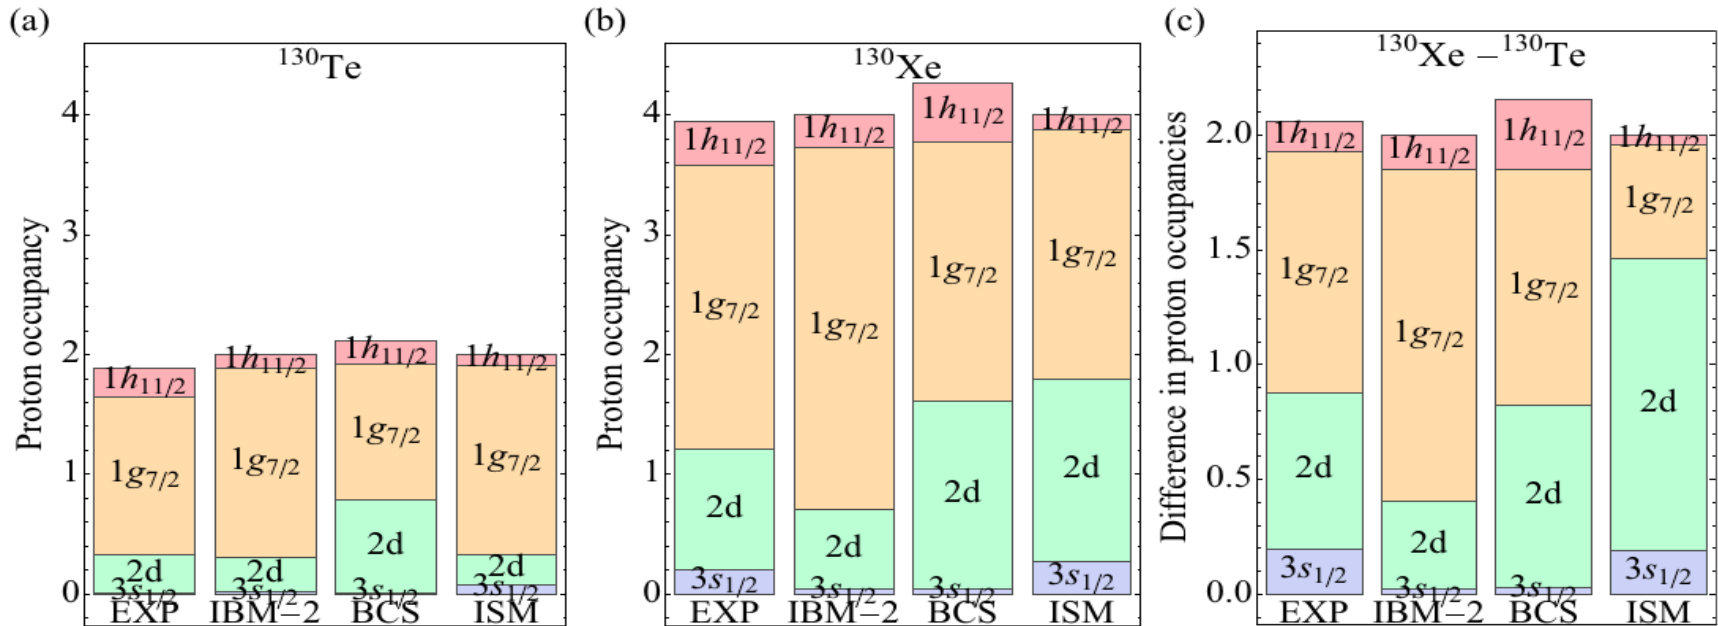 (a)
130Te
Proton occupancy
4
3
2
1
0
1h11/2
1g7/2
2d
3s1/2
1h11/2
1g7/2
2d
3s1/2
1h11/2
1g7/2
2d
3s1/2
1h11/2
1g7/2
2d
3s1/2
EXP IBM−2 BCS ISM
(b)
130Xe
Proton occupancy
4
3
2
1
0
1h11/2
1g7/2
2d
3s1/2
1h11/2
1g7/2
2d
3s1/2
1h11/2
1g7/2
2d
3s1/2
1h11/2
1g7/2
2d
3s1/2
EXP IBM−2 BCS ISM
(c)
130Xe −130Te
Difference in proton occupancies
2.0
1.5
1.0
0.5
0.0
1h11/2
1g7/2
2d
3s1/2
1h11/2
1g7/2
2d
3s1/2
1h11/2
1g7/2
2d
3s1/2
1h11/2
1g7/2
2d
3s1/2
EXP IBM−2 BCS ISM